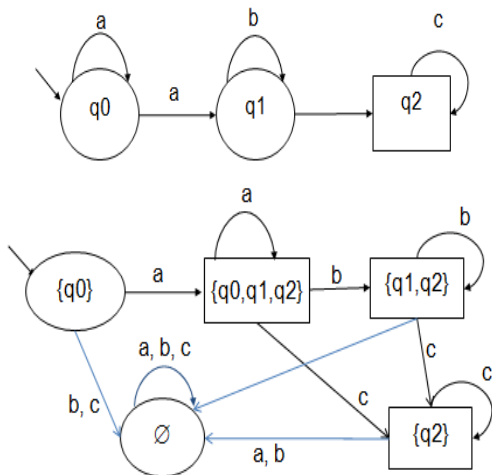 a
b
c
q0
a
q1
q2
a
b
{q0}
a
{q0,q1,q2}
b
{q1,q2}
a, b, c
c
b, c
c
c
∅
{q2}
a, b